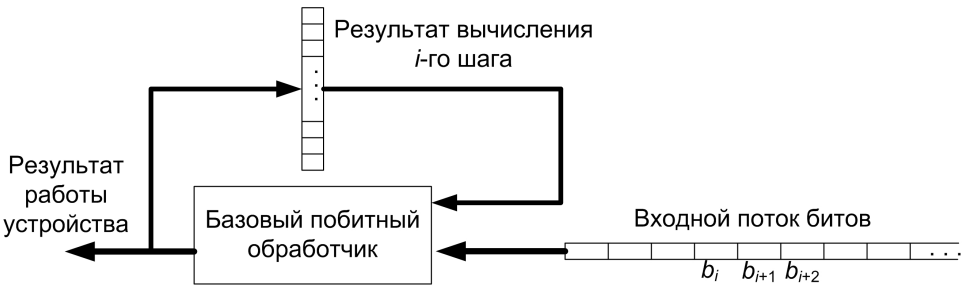 Результат вычисления
i-го шага
Результат
работы
устройства
Базовый побитный
обработчик
Входной поток битов
...
bi bi+1 bi+2